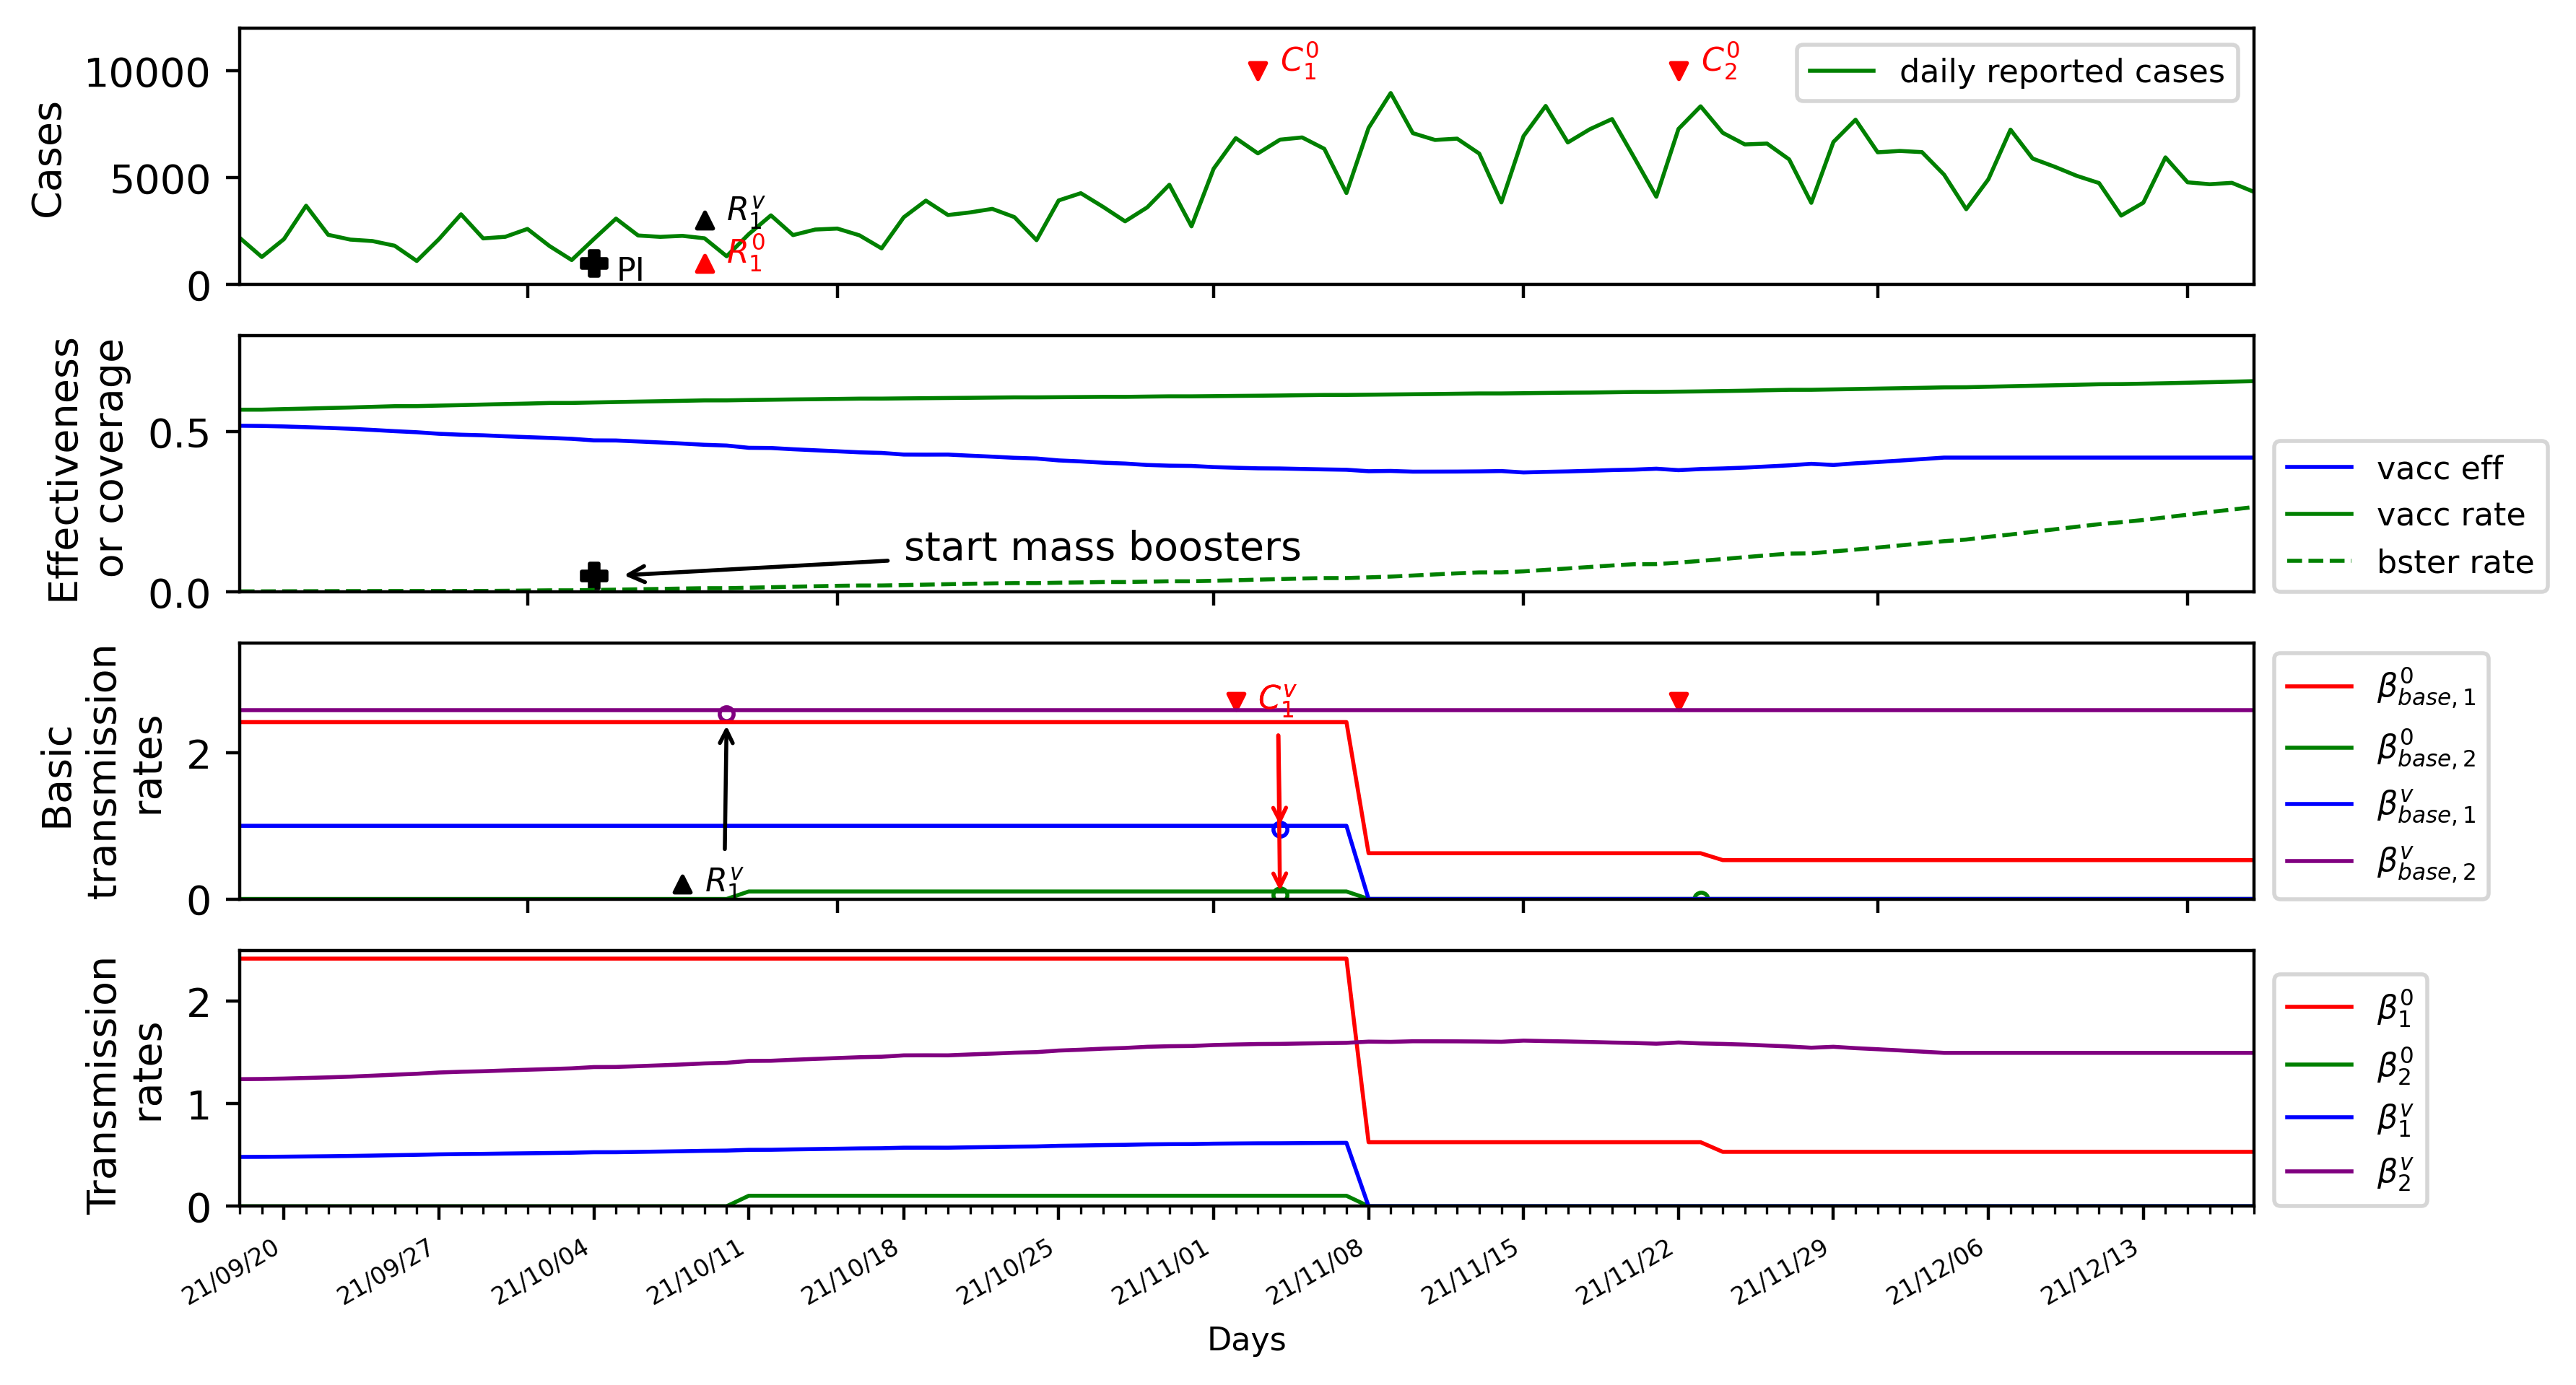 Cases
10000
5000
0
C₁⁰
C₂⁰
daily reported cases
R₁ᵛ
R₁⁰
PI
Effectiveness
or coverage
0.5
0.0
start mass boosters
vacc eff
vacc rate
bster rate
Basic
transmission
rates
2
0
C₁ᵛ
R₁ᵛ
β⁰base,1
β⁰base,2
βᵛbase,1
βᵛbase,2
Transmission
rates
2
1
0
β₁⁰
β₂⁰
β₁ᵛ
β₂ᵛ
21/09/20
21/09/27
21/10/04
21/10/11
21/10/18
21/10/25
21/11/01
21/11/08
21/11/15
21/11/22
21/11/29
21/12/06
21/12/13
Days